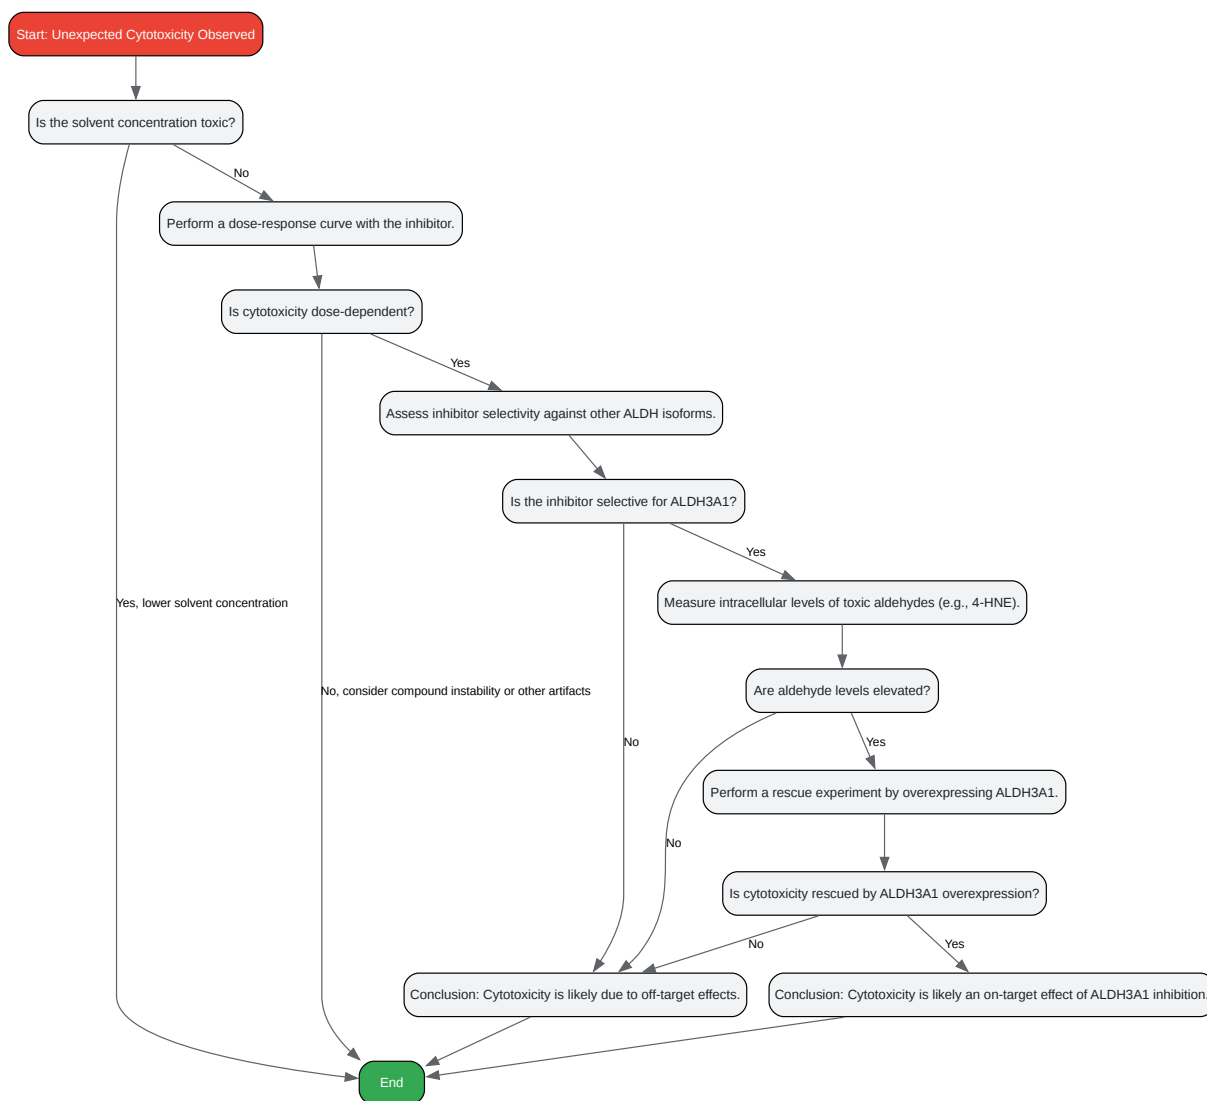 Start: Unexpected Cytotoxicity Observed
Is the solvent concentration toxic?
No
Perform a dose-response curve with the inhibitor.
Is cytotoxicity dose-dependent?
Yes
Assess inhibitor selectivity against other ALDH isoforms.
Is the inhibitor selective for ALDH3A1?
Yes
Yes, lower solvent concentration
Measure intracellular levels of toxic aldehydes (e.g., 4-HNE).
No, consider compound instability or other artifacts
Are aldehyde levels elevated?
No
Yes
Perform a rescue experiment by overexpressing ALDH3A1.
No
Is cytotoxicity rescued by ALDH3A1 overexpression?
No
Yes
Conclusion: Cytotoxicity is likely due to off-target effects.
Conclusion: Cytotoxicity is likely an on-target effect of ALDH3A1 inhibition.
End